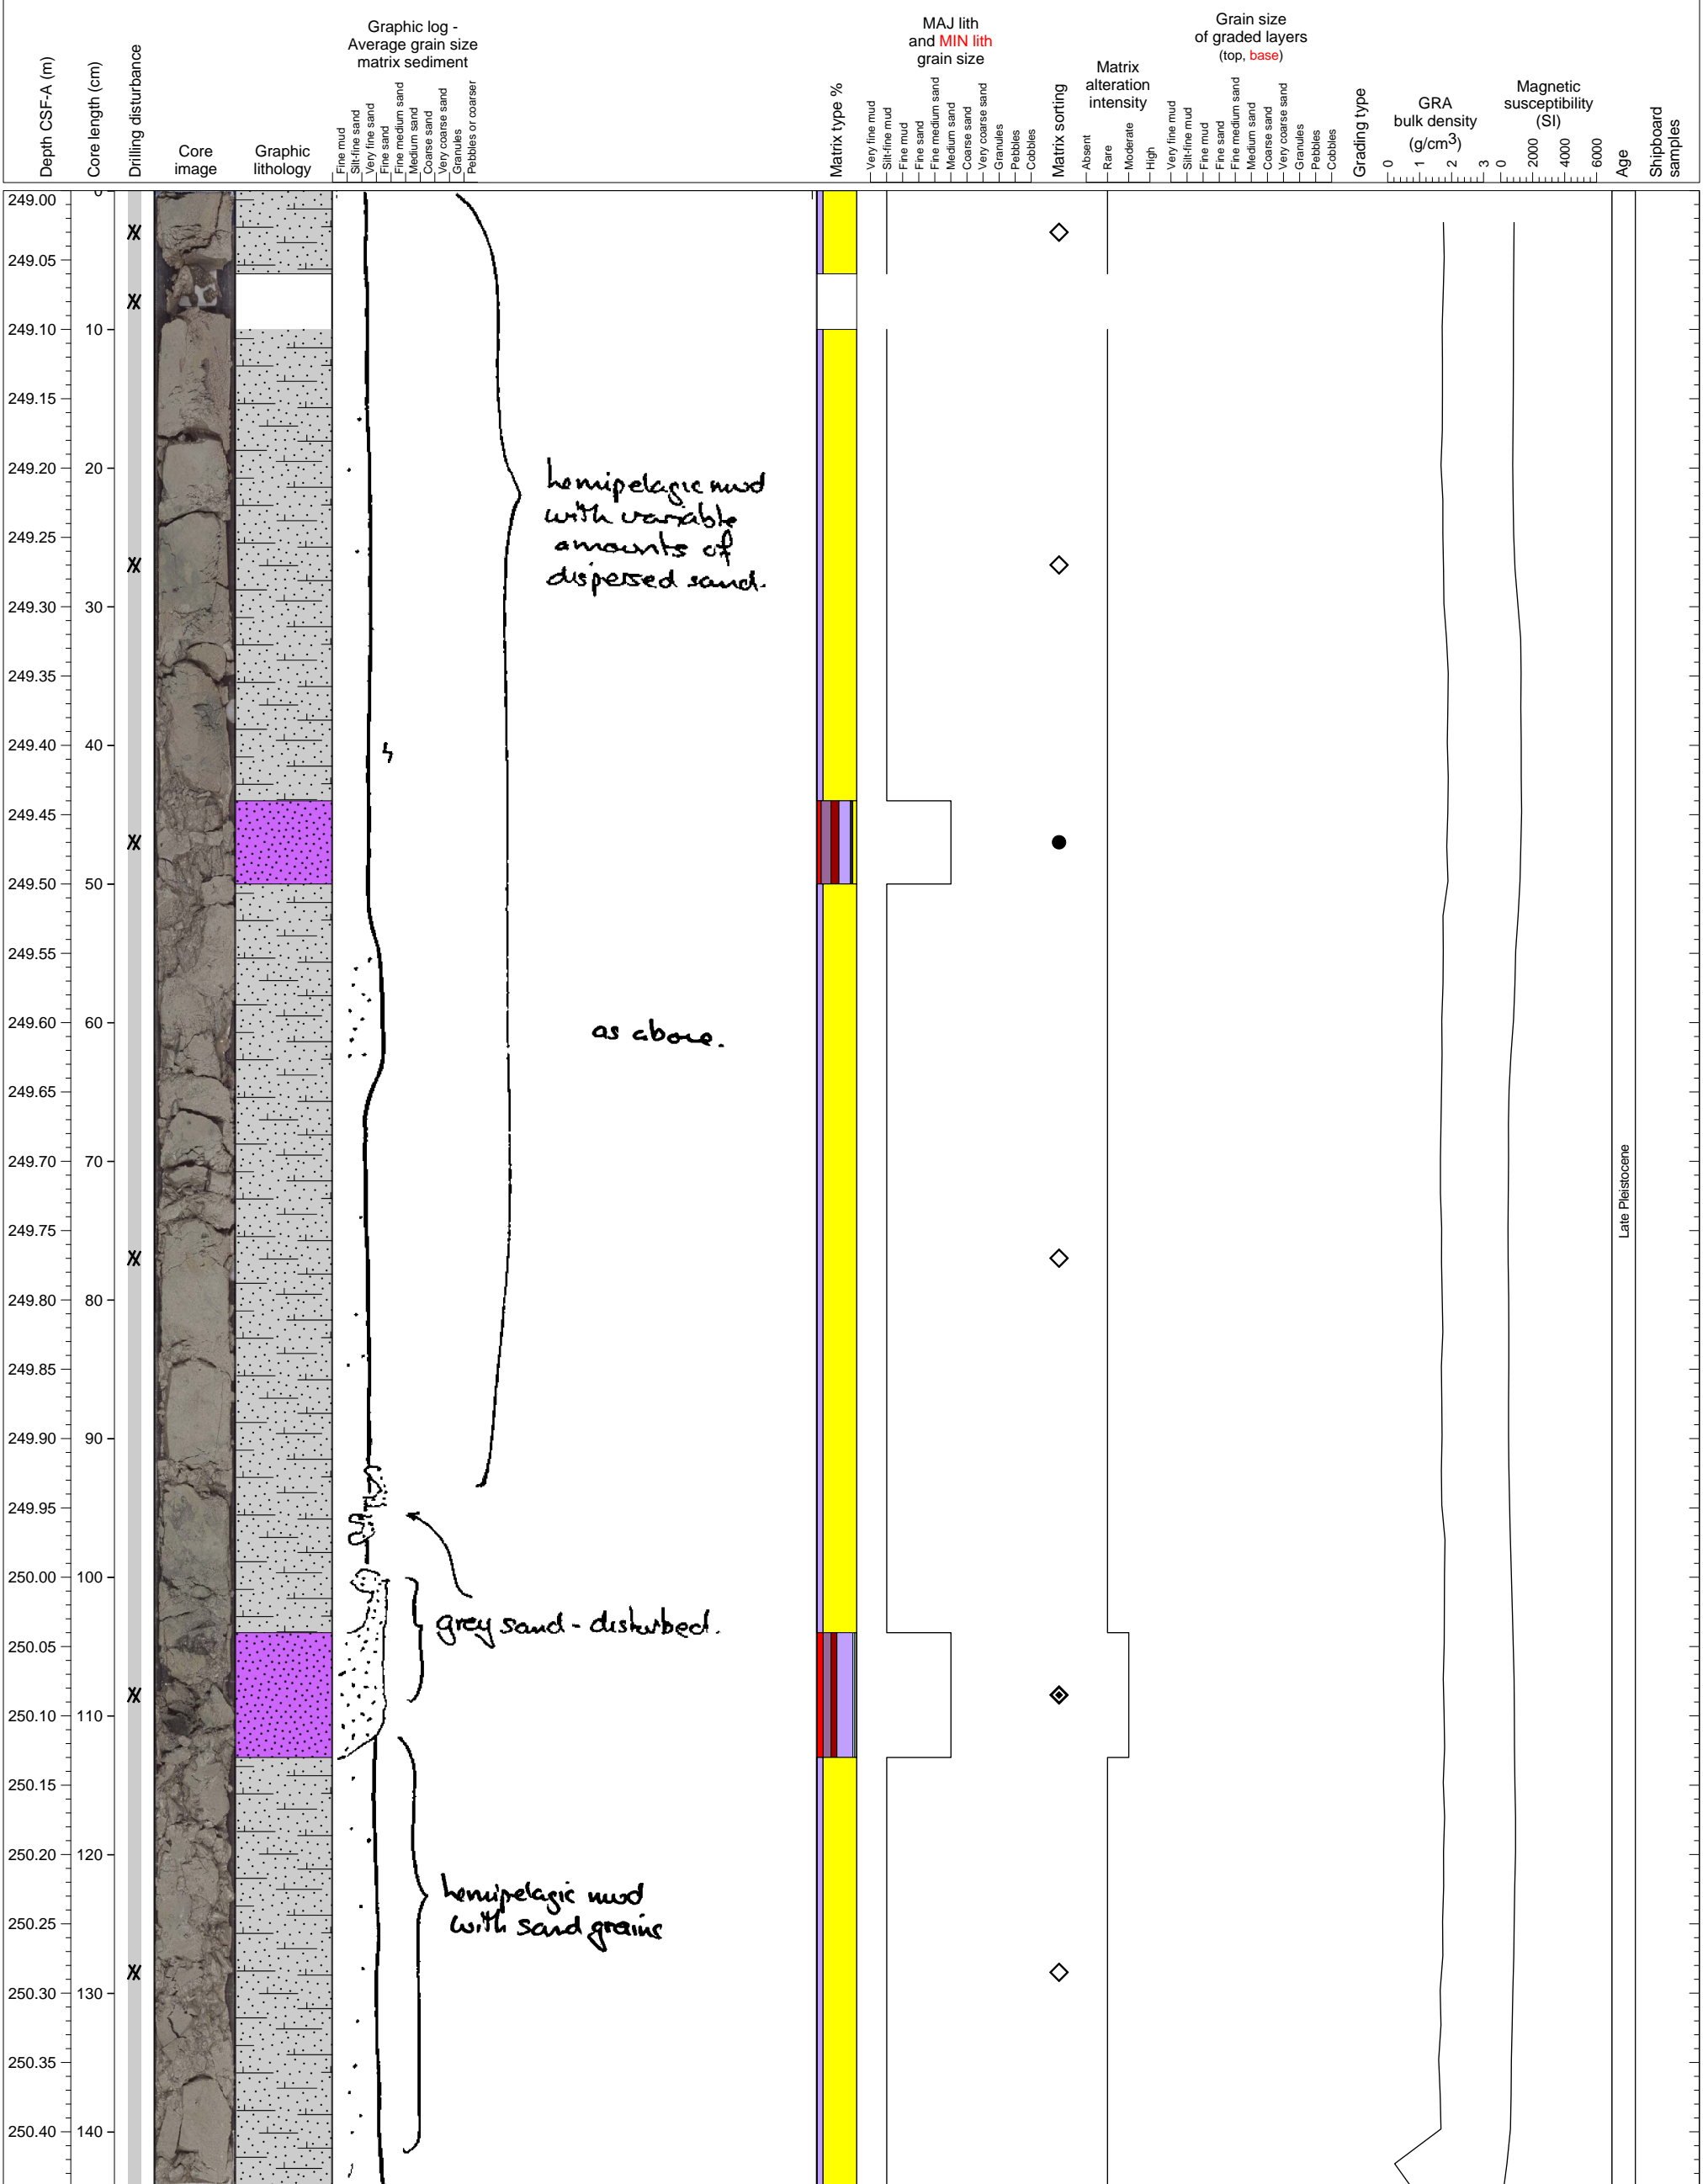 Depth CSF-A (m)
Core length (cm)
Drilling disturbance
Core
image
Graphic
lithology
Graphic log -
Average grain size
matrix sediment
Fine mud
Silt-fine sand
Very fine sand
Fine sand
Fine medium sand
Medium sand
Coarse sand
Very coarse sand
Granules
Pebbles or coarser
Matrix type %
MAJ lith
and MIN lith
grain size
Very fine mud
Silt-fine mud
Fine mud
Fine sand
Fine medium sand
Medium sand
Coarse sand
Very coarse sand
Granules
Pebbles
Cobbles
Matrix sorting
Matrix
alteration
intensity
Absent
Rare
Moderate
High
Grain size
of graded layers
(top, base)
Very fine mud
Silt-fine mud
Fine mud
Fine sand
Fine medium sand
Medium sand
Coarse sand
Very coarse sand
Granules
Pebbles
Cobbles
Grading type
GRA
bulk density
(g/cm3)
0 1 2 3
Magnetic
susceptibility
(SI)
0 2000 4000 6000
Age
Shipboard
samples
249.00 0
249.05
249.10 10
249.15
249.20 20
hemipelagic mud
with variable
amounts of
dispersed sand.
249.25
249.30 30
249.35
249.40 40
249.45
249.50 50
249.55
249.60 60
as above.
249.65
249.70 70
Late Pleistocene
249.75
249.80 80
249.85
249.90 90
249.95
250.00 100
grey sand - disturbed.
250.05
250.10 110
250.15
250.20 120
hemipelagic mud
with sand grains
250.25
250.30 130
250.35
250.40 140